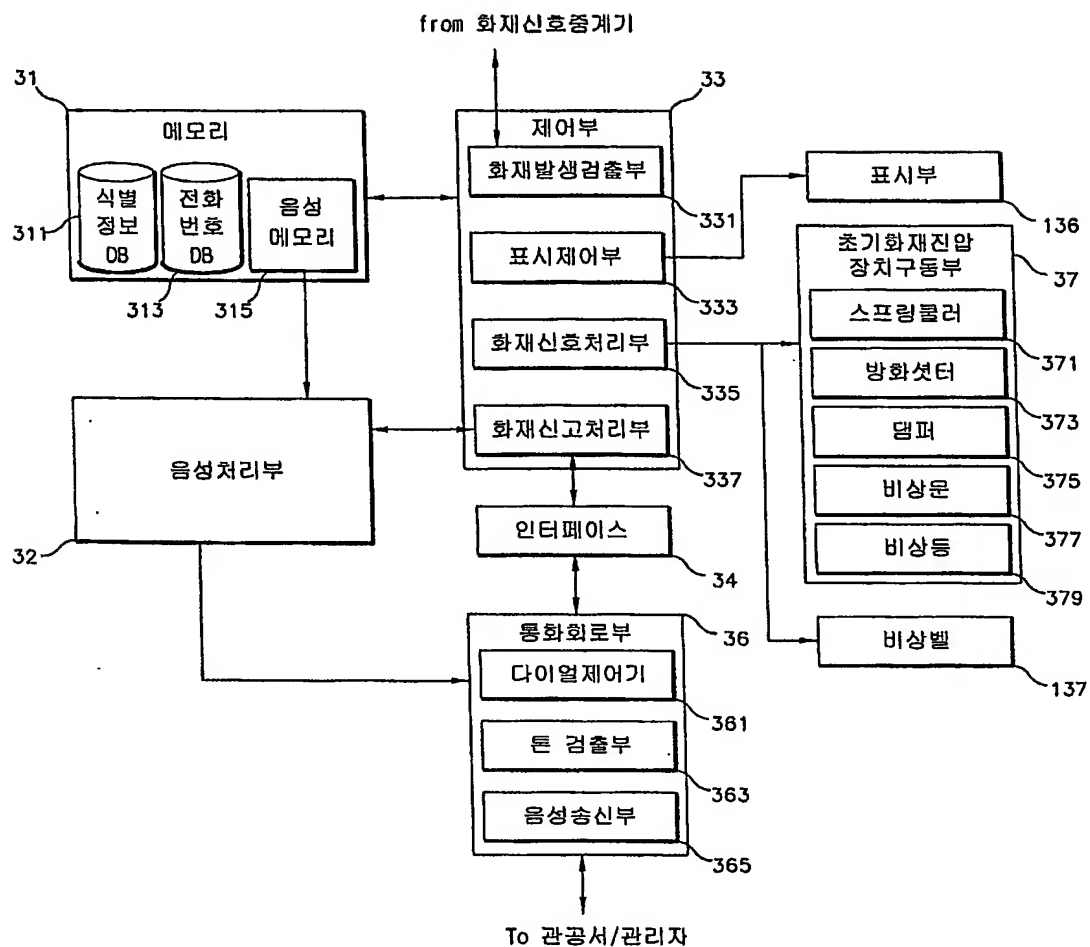 from 화재신호중계기
31
메모리
식별
정보
DB
311
전화
번호
DB
313
음성
메모리
315
33
제어부
화재발생검출부
331
표시제어부
333
화재신호처리부
335
화재신고처리부
337
표시부
136
초기화재진압
장치구동부
37
스프링쿨러
371
방화셧터
373
댐퍼
375
비상문
377
비상등
379
비상벨
137
음성처리부
32
인터페이스
34
통화회로부
36
다이얼제어기
361
톤 검출부
363
음성송신부
365
To 관공서/관리자